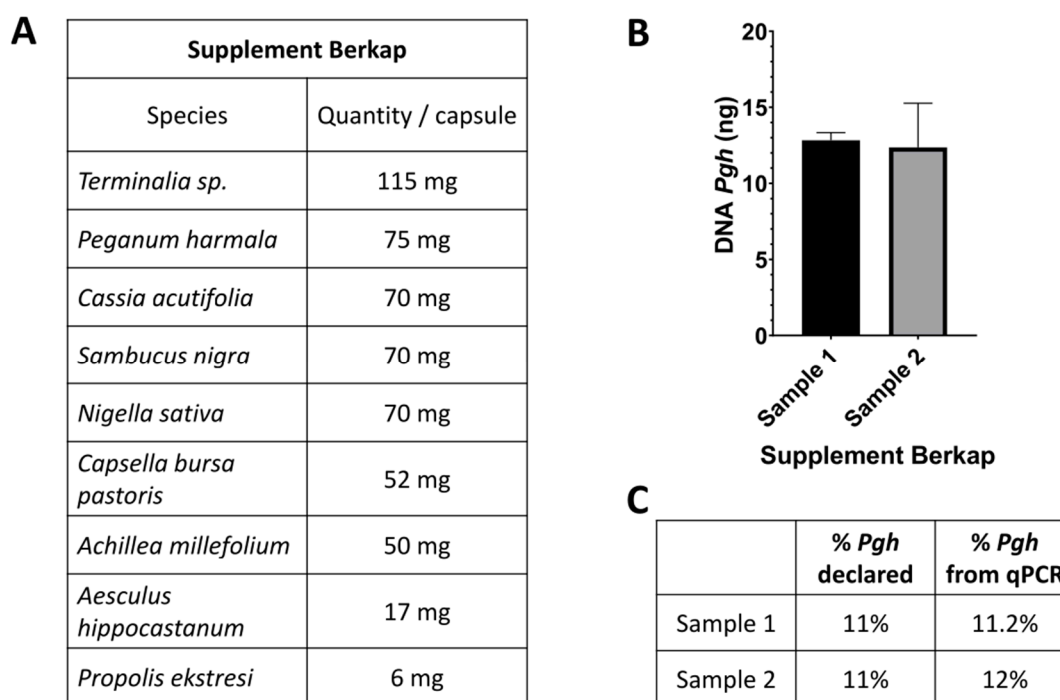 A
Supplement Berkap
Species Quantity / capsule
Terminalia sp. 115 mg
Peganum harmala 75 mg
Cassia acutifolia 70 mg
Sambucus nigra 70 mg
Nigella sativa 70 mg
Capsella bursa
pastoris 52 mg
Achillea millefolium 50 mg
Aesculus
hippocastanum 17 mg
Propolis ekstresi 6 mg
B
DNA Pgh (ng)
20
15
10
5
0
Sample 1
Sample 2
Supplement Berkap
C
% Pgh
declared
% Pgh
from qPCR
Sample 1 11% 11.2%
Sample 2 11% 12%